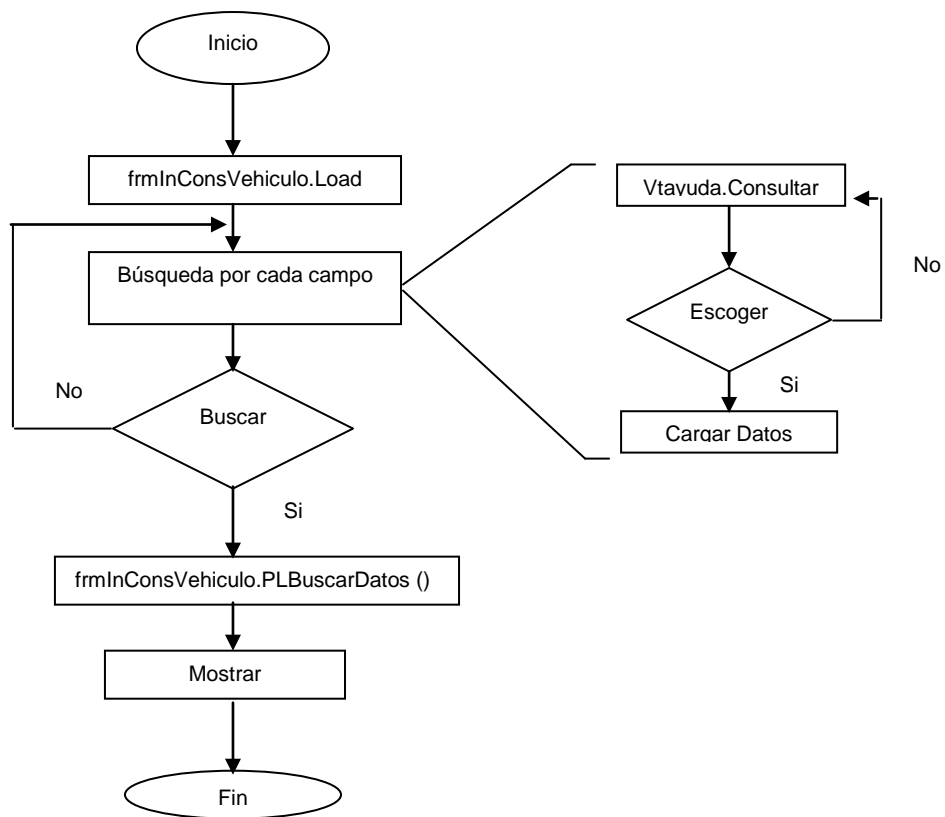 Inicio
frmInConsVehiculo.Load
Búsqueda por cada campo
No
Buscar
Si
frmInConsVehiculo.PLBuscarDatos ()
Mostrar
Fin
Vtayuda.Consultar
Escoger
No
Si
Cargar Datos